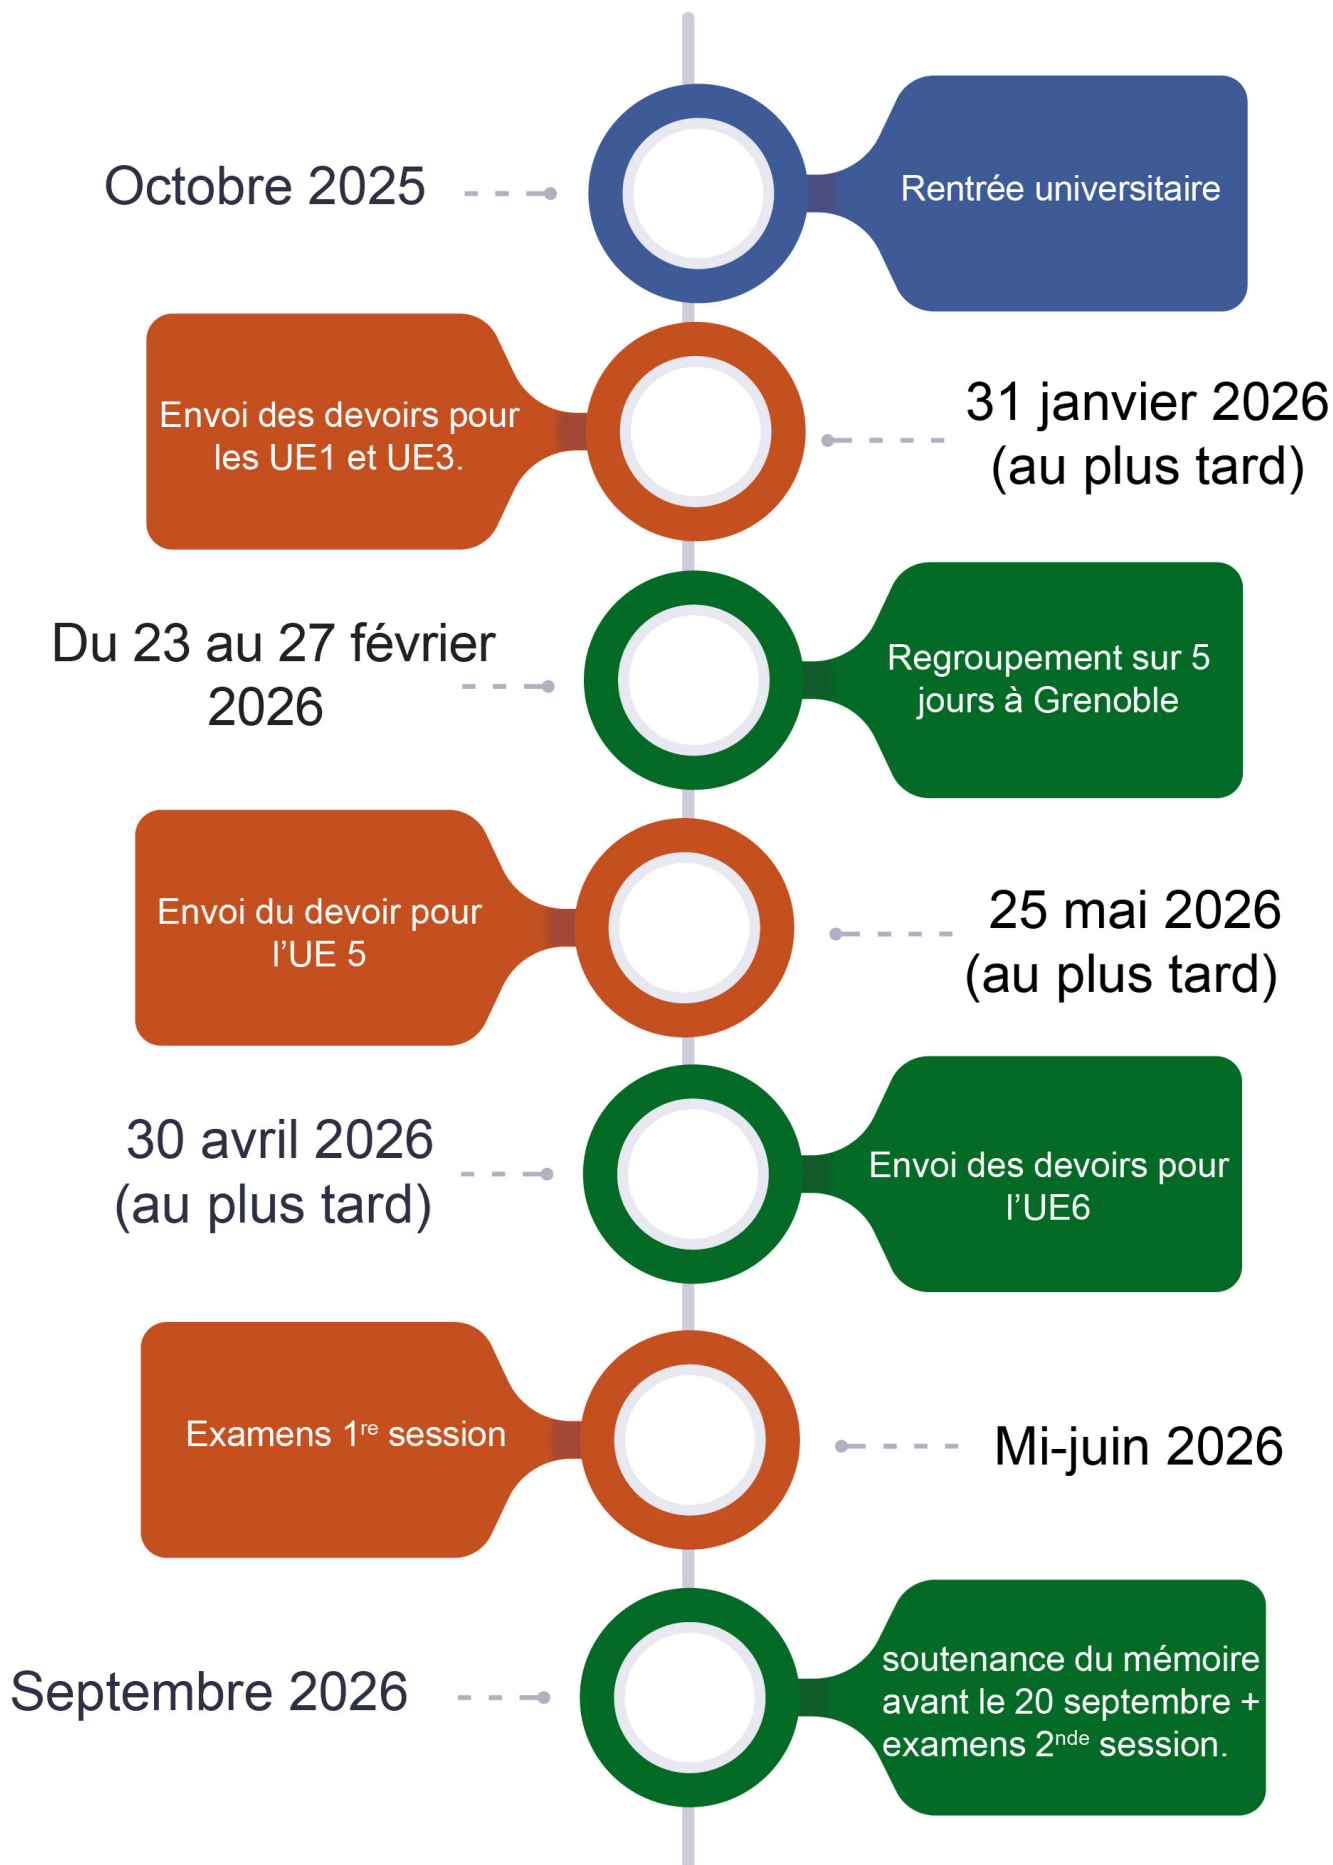 Octobre 2025
Rentrée universitaire
Envoi des devoirs pour
les UE1 et UE3.
31 janvier 2026
(au plus tard)
Du 23 au 27 février
2026
Regroupement sur 5
jours à Grenoble
Envoi du devoir pour
l’UE 5
25 mai 2026
(au plus tard)
30 avril 2026
(au plus tard)
Envoi des devoirs pour
l’UE6
Examens 1re session
Mi-juin 2026
Septembre 2026
soutenance du mémoire
avant le 20 septembre +
examens 2nde session.